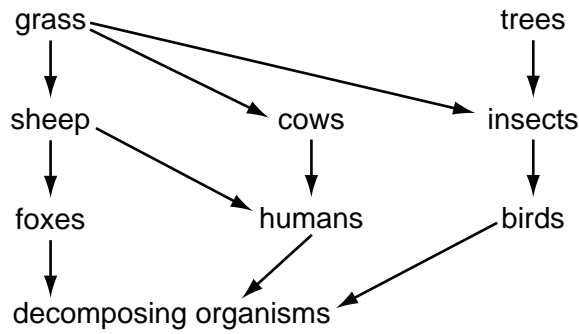 grass trees
sheep cows insects
foxes humans birds
decomposing organisms